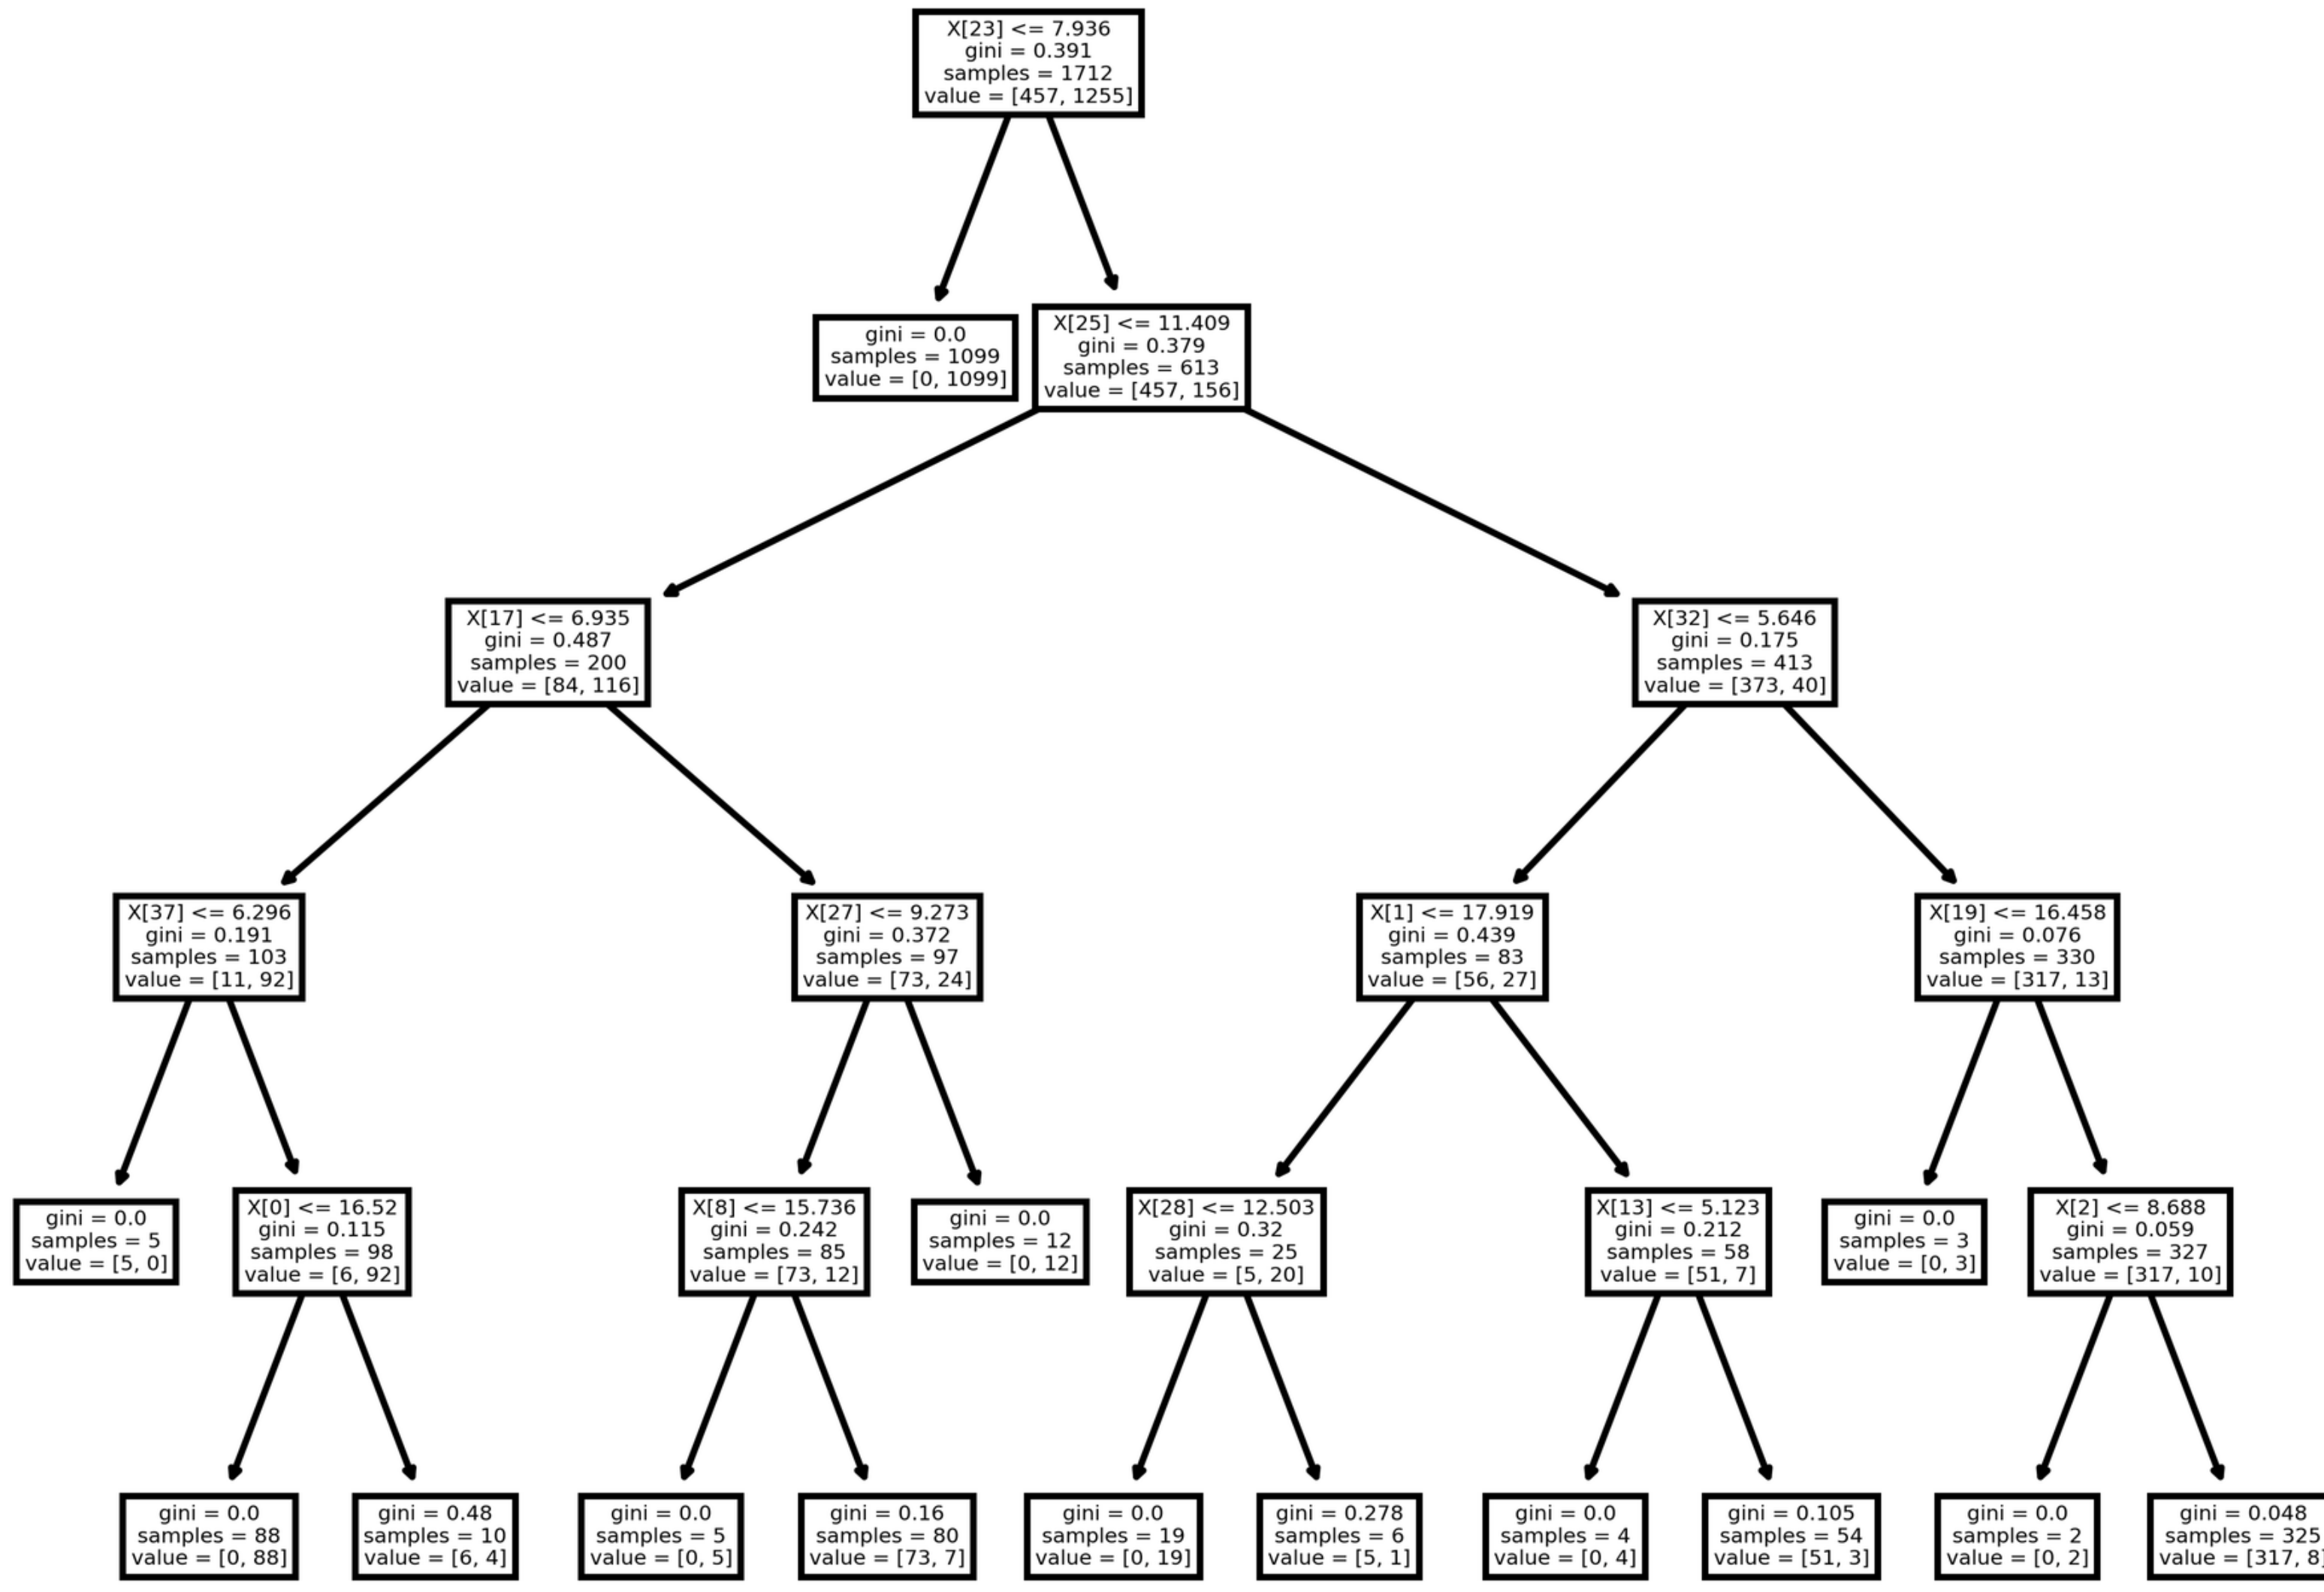 X[23] <= 7.936
gini = 0.391
samples = 1712
value = [457, 1255]
gini = 0.0
samples = 1099
value = [0, 1099]
X[25] <= 11.409
gini = 0.379
samples = 613
value = [457, 156]
X[17] <= 6.935
gini = 0.487
samples = 200
value = [84, 116]
X[32] <= 5.646
gini = 0.175
samples = 413
value = [373, 40]
X[37] <= 6.296
gini = 0.191
samples = 103
value = [11, 92]
X[27] <= 9.273
gini = 0.372
samples = 97
value = [73, 24]
X[1] <= 17.919
gini = 0.439
samples = 83
value = [56, 27]
X[19] <= 16.458
gini = 0.076
samples = 330
value = [317, 13]
gini = 0.0
samples = 5
value = [5, 0]
X[0] <= 16.52
gini = 0.115
samples = 98
value = [6, 92]
X[8] <= 15.736
gini = 0.242
samples = 85
value = [73, 12]
gini = 0.0
samples = 12
value = [0, 12]
X[28] <= 12.503
gini = 0.32
samples = 25
value = [5, 20]
X[13] <= 5.123
gini = 0.212
samples = 58
value = [51, 7]
gini = 0.0
samples = 3
value = [0, 3]
X[2] <= 8.688
gini = 0.059
samples = 327
value = [317, 10]
gini = 0.0
samples = 88
value = [0, 88]
gini = 0.48
samples = 10
value = [6, 4]
gini = 0.0
samples = 5
value = [0, 5]
gini = 0.16
samples = 80
value = [73, 7]
gini = 0.0
samples = 19
value = [0, 19]
gini = 0.278
samples = 6
value = [5, 1]
gini = 0.0
samples = 4
value = [0, 4]
gini = 0.105
samples = 54
value = [51, 3]
gini = 0.0
samples = 2
value = [0, 2]
gini = 0.048
samples = 325
value = [317, 8]